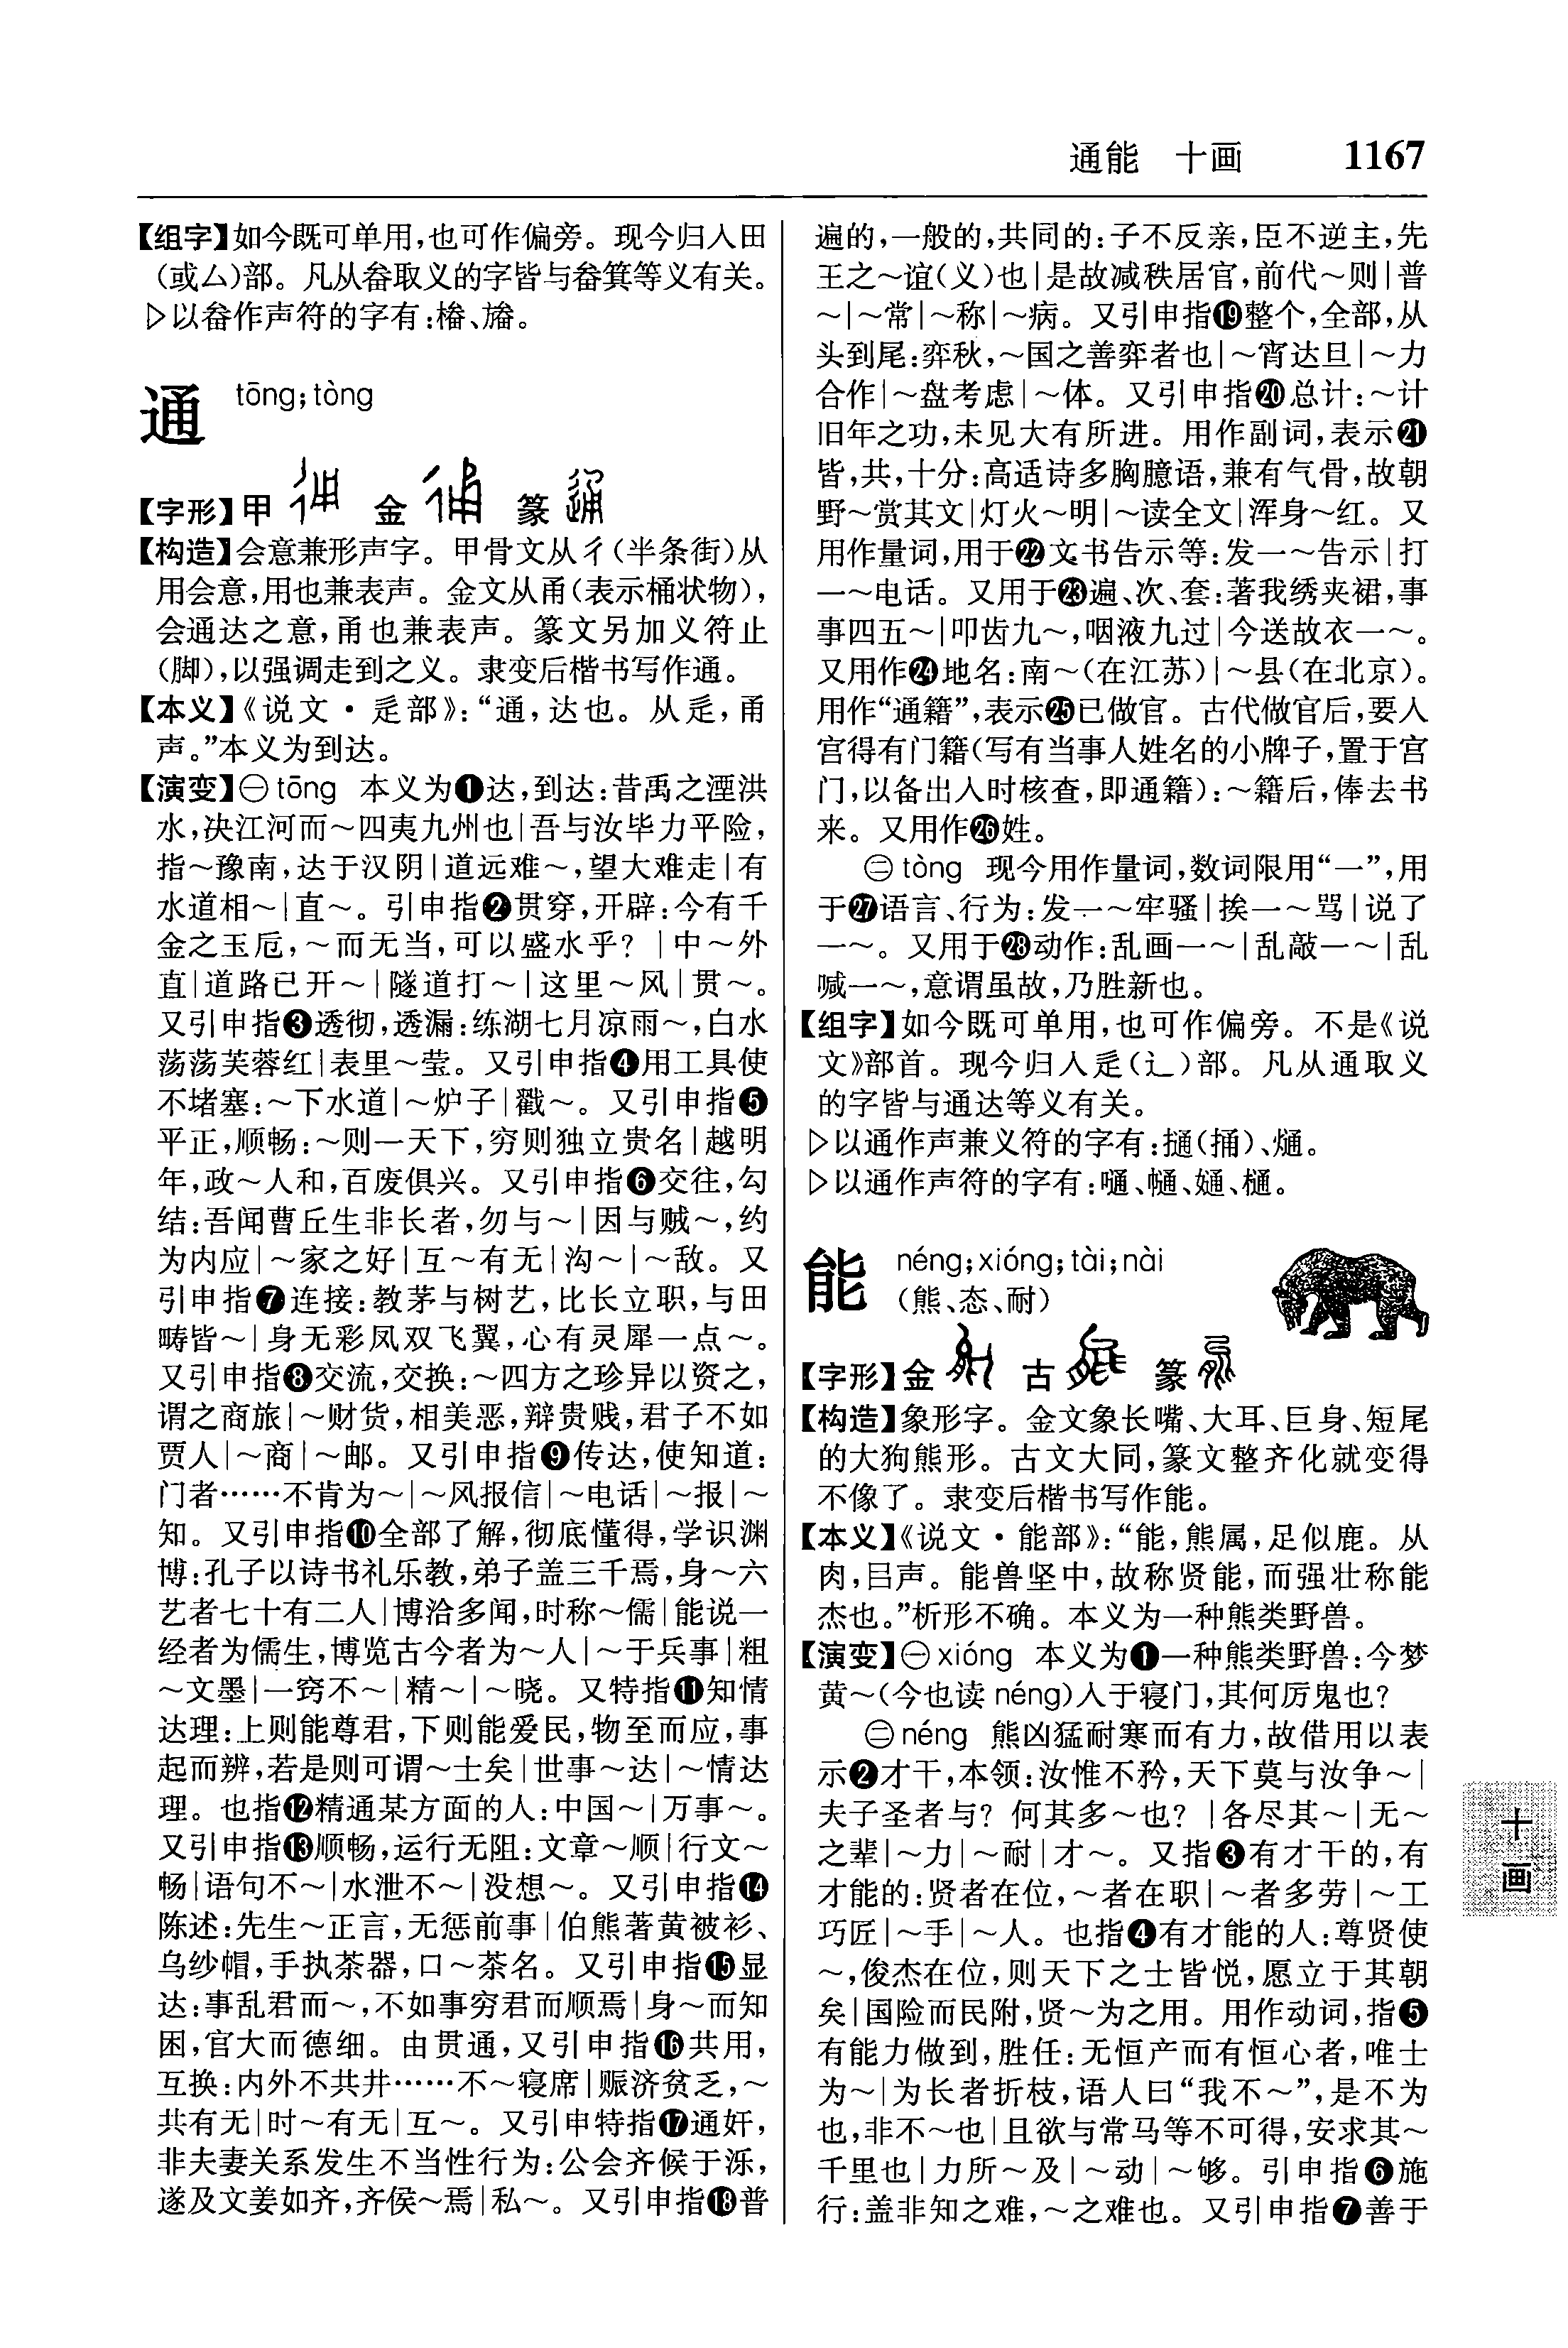 通能 十画 1167
【组字】如今既可单用,也可作偏旁。现今归入田
(或厶)部。凡从畚取义的字皆与畚箕等义有关。
▷以畚作声符的字有:
通 tōng;tòng
【字形】甲 金 篆
【构造】会意兼形声字。甲骨文从彳(半条街)从
用会意,用也兼表声。金文从甬(表示桶状物),
会通达之意,甬也兼表声。篆文另加义符止
(脚),以强调走到之义。隶变后楷书写作通。
【本义】《说文·辵部》:“通,达也。从辵,甬
声。”本义为到达。
【演变】㊀tōng 本义为❶达,到达:昔禹之湮洪
水,决江河而～四夷九州也|吾与汝毕力平险,
指～豫南,达于汉阴|道远难～,望大难走|有
水道相～|直～。引申指❷贯穿,开辟:今有千
金之玉卮,～而无当,可以盛水乎?|中～外
直|道路已开～|隧道打～|这里～风|贯～。
又引申指❸透彻,透漏:练湖七月凉雨～,白水
荡荡芙蓉红|表里～莹。又引申指❹用工具使
不堵塞:～下水道|～炉子|戳～。又引申指❺
平正,顺畅:～则一天下,穷则独立贵名|越明
年,政～人和,百废俱兴。又引申指❻交往,勾
结:吾闻曹丘生非长者,勿与～|因与贼～,约
为内应|～家之好|互～有无|沟～|～敌。又
引申指❼连接:教茅与树艺,比长立职,与田
畴皆～|身无彩凤双飞翼,心有灵犀一点～。
又引申指❽交流,交换:～四方之珍异以资之,
谓之商旅|～财货,相美恶,辩贵贱,君子不如
贾人|～商|～邮。又引申指❾传达,使知道:
门者……不肯为～|～风报信|～电话|～报|～
知。又引申指❿全部了解,彻底懂得,学识渊
博:孔子以诗书礼乐教,弟子盖三千焉,身～六
艺者七十有二人|博洽多闻,时称～儒|能说一
经者为儒生,博览古今者为～人|～于兵事|粗
～文墨|一窍不～|精～|～晓。又特指⓫知情
达理:上则能尊君,下则能爱民,物至而应,事
起而辨,若是则可谓～士矣|世事～达|～情达
理。也指⓬精通某方面的人:中国～|万事～。
又引申指⓭顺畅,运行无阻:文章～顺|行文～
畅|语句不～|水泄不～|没想～。又引申指⓮
陈述:先生～正言,无惩前事|伯熊著黄被衫、
乌纱帽,手执茶器,口～茶名。又引申指⓯显
达:事乱君而～,不如事穷君而顺焉|身～而知
困,官大而德细。由贯通,又引申指⓰共用,
互换:内外不共井……不～寝席|赈济贫乏,～
共有无|时～有无|互～。又引申特指⓱通奸,
非夫妻关系发生不当性行为:公会齐候于泺,
遂及文姜如齐,齐侯～焉|私～。又引申指⓲普
遍的,一般的,共同的:子不反亲,臣不逆主,先
王之～谊(义)也|是故减秩居官,前代～则|普
～|～常|～称|～病。又引申指⓳整个,全部,从
头到尾:弈秋,～国之善弈者也|～宵达旦|～力
合作|～盘考虑|～体。又引申指⓴总计:～计
旧年之功,未见大有所进。用作副词,表示㉑
皆,共,十分:高适诗多胸臆语,兼有气骨,故朝
野～赏其文|灯火～明|～读全文|浑身～红。又
用作量词,用于㉒文书告示等:发一～告示|打
一～电话。又用于㉓遍、次、套:著我绣夹裙,事
事四五～|叩齿九～,咽液九过|今送故衣一～。
又用作㉔地名:南～(在江苏)|～县(在北京)。
用作“通籍”,表示㉕已做官。古代做官后,要入
宫得有门籍(写有当事人姓名的小牌子,置于宫
门,以备出入时核查,即通籍):～籍后,俸去书
来。又用作㉖姓。
㊁tòng 现今用作量词,数词限用“一”,用
于㉗语言、行为:发一～牢骚|挨一～骂|说了
一～。又用于㉘动作:乱画一～|乱敲一～|乱
喊一～,意谓虽故,乃胜新也。
【组字】如今既可单用,也可作偏旁。不是《说
文》部首。现今归入辵(辶)部。凡从通取义
的字皆与通达等义有关。
▷以通作声兼义符的字有:㨂(捅)、熥。
▷以通作声符的字有:嗵、樋。
能 néng;xióng;tài;nài
(熊、态、耐)
【字形】金 古 篆
【构造】象形字。金文象长嘴、大耳、巨身、短尾
的大狗熊形。古文大同,篆文整齐化就变得
不像了。隶变后楷书写作能。
【本义】《说文·能部》:“能,熊属,足似鹿。从
肉,㠯声。能兽坚中,故称贤能,而强壮称能
杰也。”析形不确。本义为一种熊类野兽。
【演变】㊀xióng 本义为❶一种熊类野兽:今梦
黄～(今也读 néng)入于寝门,其何厉鬼也?
㊁néng 熊凶猛耐寒而有力,故借用以表
示❷才干,本领:汝惟不矜,天下莫与汝争～|
夫子圣者与?何其多～也?|各尽其～|无～
之辈|～力|～耐|才～。又指❸有才干的,有
才能的:贤者在位,～者在职|～者多劳|～工
巧匠|～手|～人。也指❹有才能的人:尊贤使
～,俊杰在位,则天下之士皆悦,愿立于其朝
矣|国险而民附,贤～为之用。用作动词,指❺
有能力做到,胜任:无恒产而有恒心者,唯士
为～|为长者折枝,语人曰“我不～”,是不为
也,非不～也|且欲与常马等不可得,安求其～
千里也|力所～及|～动|～够。引申指❻施
行:盖非知之难,～之难也。又引申指❼善于
十
画